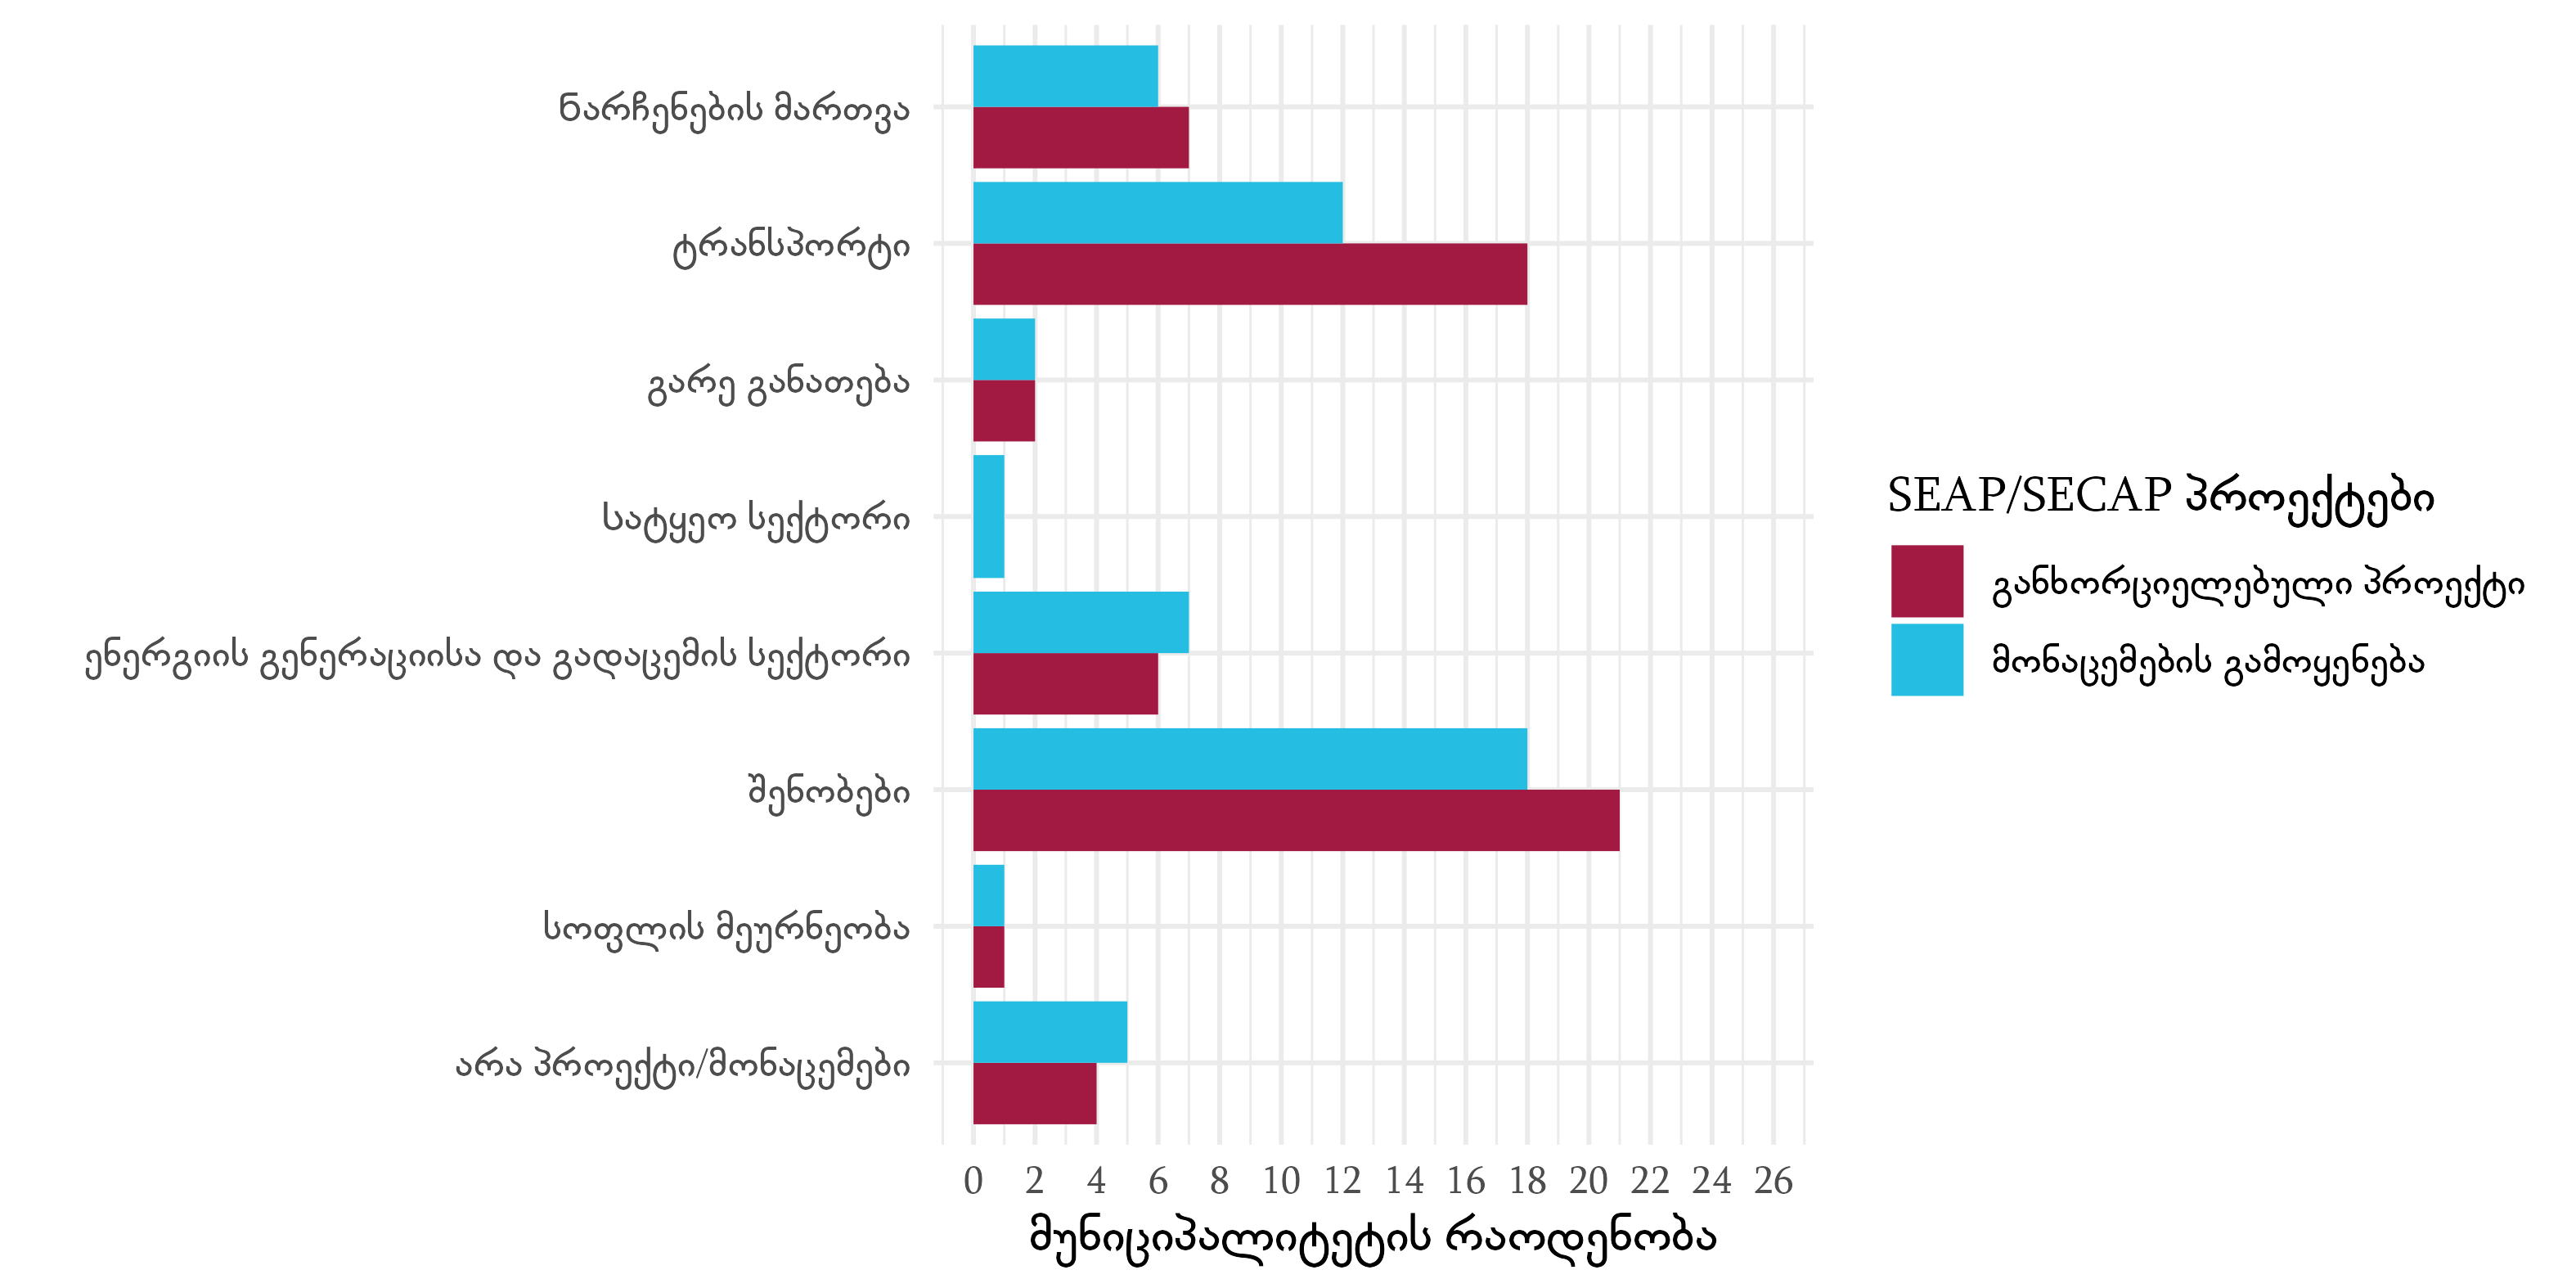 ნარჩენების მართვა
ტრანსპორტი
გარე განათება
სატყეო სექტორი
ენერგიის გენერაციისა და გადაცემის სექტორი
შენობები
სოფლის მეურნეობა
არა პროექტი/მონაცემები
0 2 4 6 8 10 12 14 16 18 20 22 24 26
მუნიციპალიტეტის რაოდენობა
SEAP/SECAP პროექტები
განხორციელებული პროექტი
მონაცემების გამოყენება